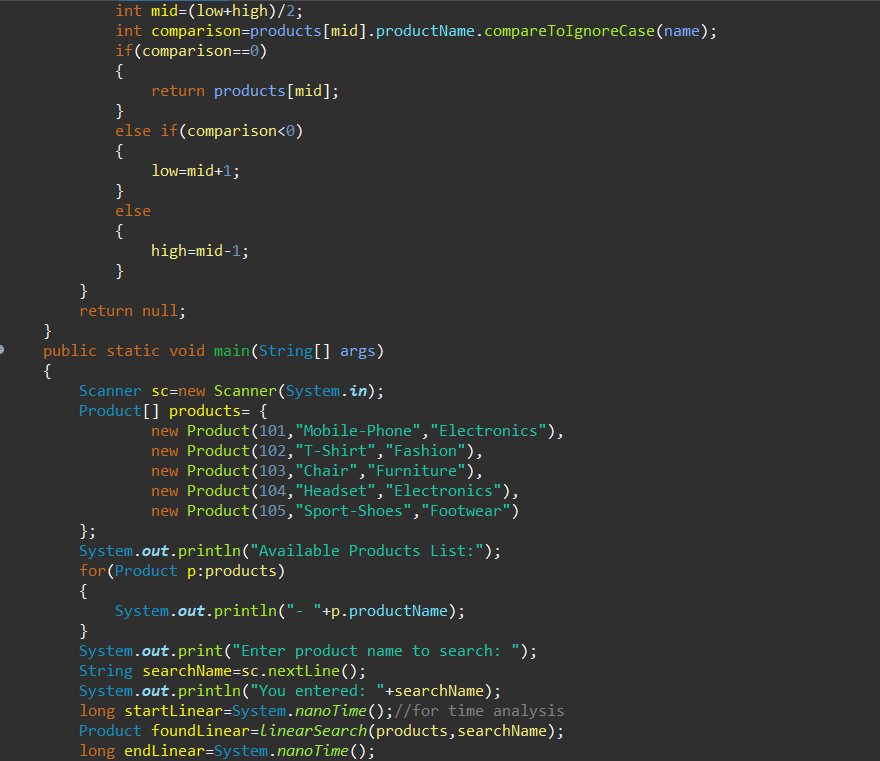 int mid=(low+high)/2;
int comparison=products[mid].productName.compareToIgnoreCase(name);
if(comparison==0)
{
return products[mid];
}
else if(comparison<0)
{
low=mid+1;
}
else
{
high=mid-1;
}
}
return null;
}
public static void main(String[] args)
{
Scanner sc=new Scanner(System.in);
Product[] products= {
new Product(101,"Mobile-Phone","Electronics"),
new Product(102,"T-Shirt","Fashion"),
new Product(103,"Chair","Furniture"),
new Product(104,"Headset","Electronics"),
new Product(105,"Sport-Shoes","Footwear")
};
System.out.println("Available Products List:");
for(Product p:products)
{
System.out.println("- "+p.productName);
}
System.out.print("Enter product name to search: ");
String searchName=sc.nextLine();
System.out.println("You entered: "+searchName);
long startLinear=System.nanoTime();//for time analysis
Product foundLinear=linearSearch(products,searchName);
long endLinear=System.nanoTime();